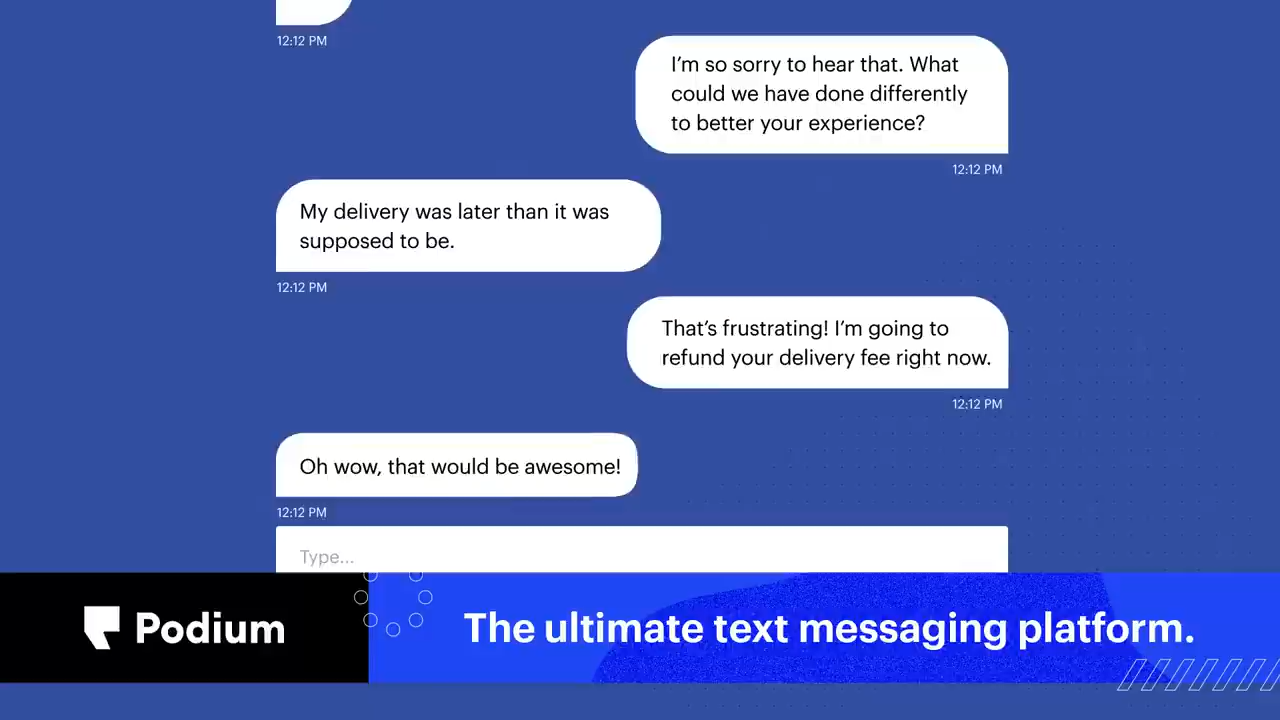 12:12 PM
I’m so sorry to hear that. What
could we have done differently
to better your experience?
12:12 PM
My delivery was later than it was
supposed to be.
12:12 PM
That’s frustrating! I’m going to
refund your delivery fee right now.
12:12 PM
Oh wow, that would be awesome!
12:12 PM
Type...
Podium
The ultimate text messaging platform.